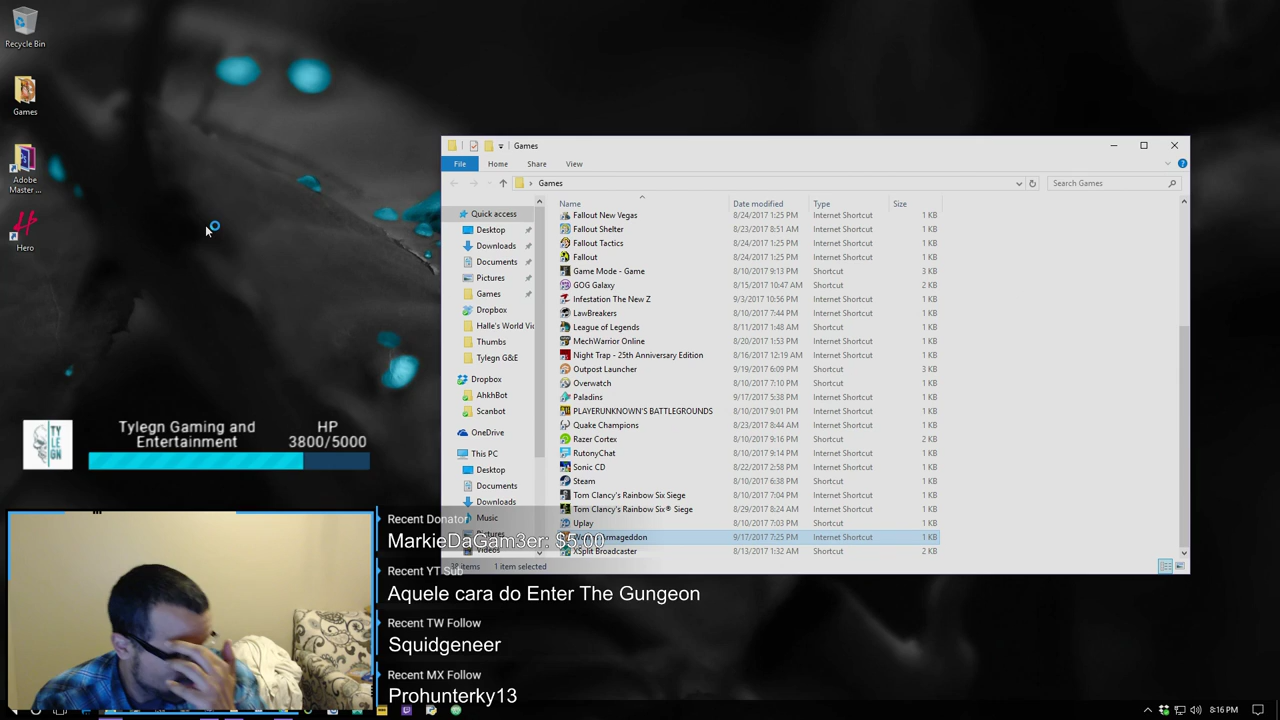 Recycle Bin
Games
Adobe
Master ...
Hero
Games
File Home Share View
Games
Search Games
Name Date modified Type Size
Quick access
Desktop
Downloads
Documents
Pictures
Games
Dropbox
Halle's World Vi
Thumbs
Tylegn G&E
Dropbox
AhkhBot
Scanbot
OneDrive
This PC
Desktop
Documents
Downloads
Music
Pictures
Videos
Fallout New Vegas 8/24/2017 1:25 PM Internet Shortcut 1 KB
Fallout Shelter 8/23/2017 8:51 AM Internet Shortcut 1 KB
Fallout Tactics 8/24/2017 1:25 PM Internet Shortcut 1 KB
Fallout 8/24/2017 1:25 PM Internet Shortcut 1 KB
Game Mode - Game 8/10/2017 9:13 PM Shortcut 3 KB
GOG Galaxy 8/15/2017 10:47 AM Shortcut 2 KB
Infestation The New Z 9/3/2017 10:56 PM Internet Shortcut 1 KB
LawBreakers 8/10/2017 7:44 PM Internet Shortcut 1 KB
League of Legends 8/11/2017 1:48 AM Shortcut 1 KB
MechWarrior Online 8/20/2017 1:53 PM Internet Shortcut 1 KB
Night Trap - 25th Anniversary Edition 8/16/2017 12:19 AM Internet Shortcut 1 KB
Outpost Launcher 9/19/2017 6:09 PM Shortcut 3 KB
Overwatch 8/10/2017 7:10 PM Shortcut 1 KB
Paladins 9/17/2017 5:38 PM Internet Shortcut 1 KB
PLAYERUNKNOWN'S BATTLEGROUNDS 8/10/2017 9:01 PM Internet Shortcut 1 KB
Quake Champions 8/23/2017 8:44 AM Internet Shortcut 1 KB
Razer Cortex 8/10/2017 9:16 PM Shortcut 2 KB
RutonyChat 8/10/2017 9:14 PM Internet Shortcut 1 KB
Sonic CD 8/22/2017 2:58 PM Internet Shortcut 1 KB
Steam 8/10/2017 6:38 PM Shortcut 1 KB
Tom Clancy's Rainbow Six Siege 8/10/2017 7:04 PM Internet Shortcut 1 KB
Tom Clancy's Rainbow Six® Siege 8/29/2017 8:24 AM Internet Shortcut 1 KB
Uplay 8/10/2017 7:03 PM Shortcut 1 KB
Armageddon 9/17/2017 7:25 PM Internet Shortcut 1 KB
XSplit Broadcaster 8/13/2017 1:32 AM Shortcut 2 KB
38 items 1 item selected
TY
LE
GN
Tylegn Gaming and
Entertainment
HP
3800/5000
Recent Donator
MarkieDaGam3er: $5.00
Recent YT Sub
Aquele cara do Enter The Gungeon
Recent TW Follow
Squidgeneer
Recent MX Follow
Prohunterky13
8:16 PM